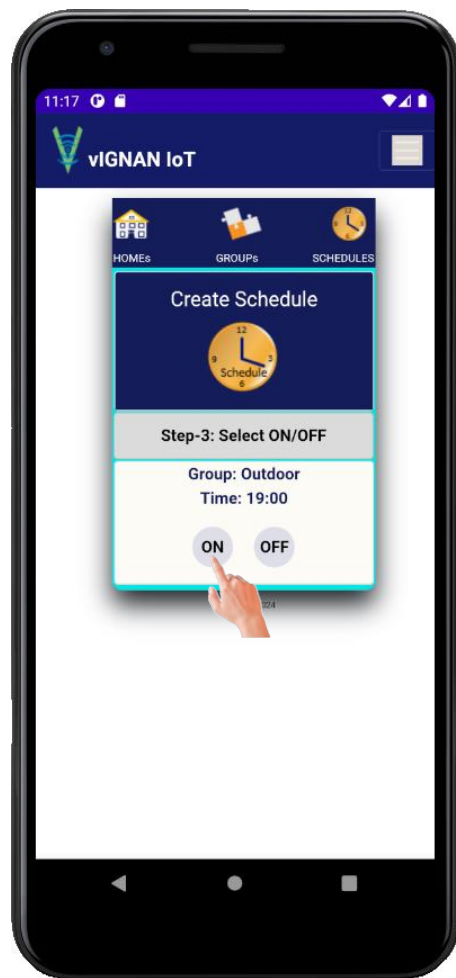 11:17
vIGNAN IoT
HOMEs GROUPs SCHEDULES
Create Schedule
12
9 3
Schedule
6
Step-3: Select ON/OFF
Group: Outdoor
Time: 19:00
ON OFF